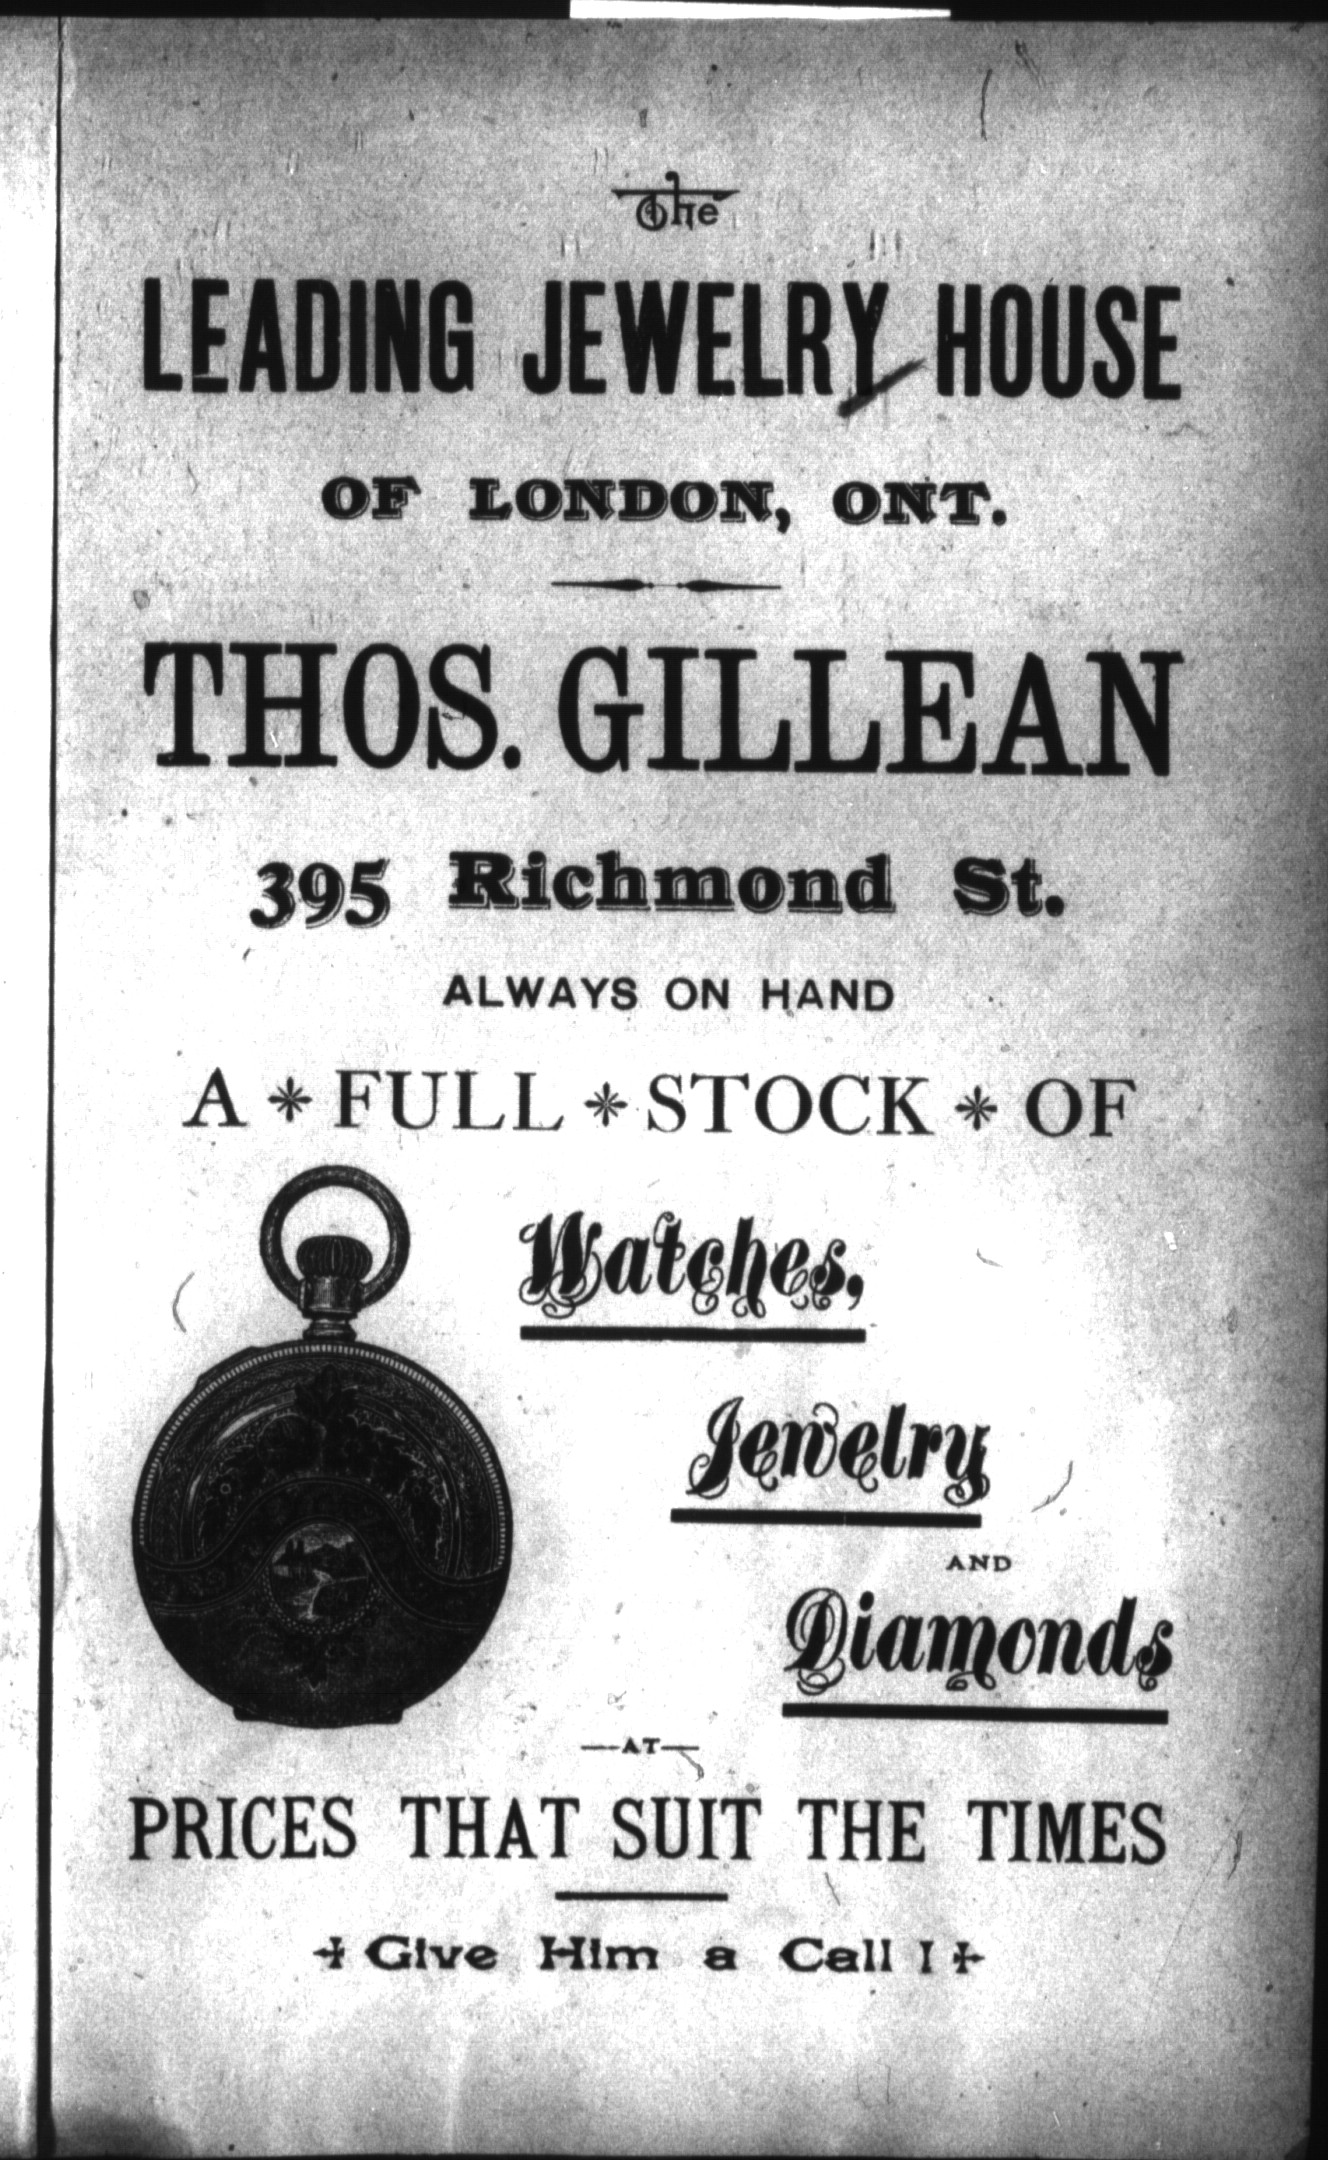 The
LEADING JEWELRY HOUSE
OF LONDON, ONT.
THOS. GILLEAN
395 Richmond St.
ALWAYS ON HAND
A * FULL * STOCK * OF
Watches,
Jewelry
AND
Diamonds
—AT—
PRICES THAT SUIT THE TIMES
Give Him a Call !